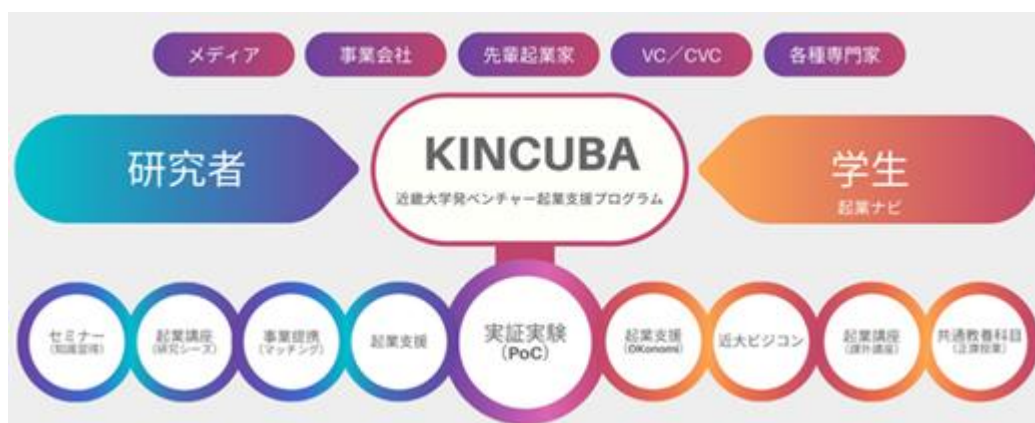 メディア
事業会社
先輩起業家
VC／CVC
各種専門家
研究者
KINCUBA
近畿大学発ベンチャー起業支援プログラム
学生
起業ナビ
セミナー
(知識習得)
起業講座
(研究シーズ)
事業提携
(マッチング)
起業支援
実証実験
(PoC)
起業支援
(OKonomi)
近大ビジコン
起業講座
(課外講座)
共通教養科目
(正課授業)